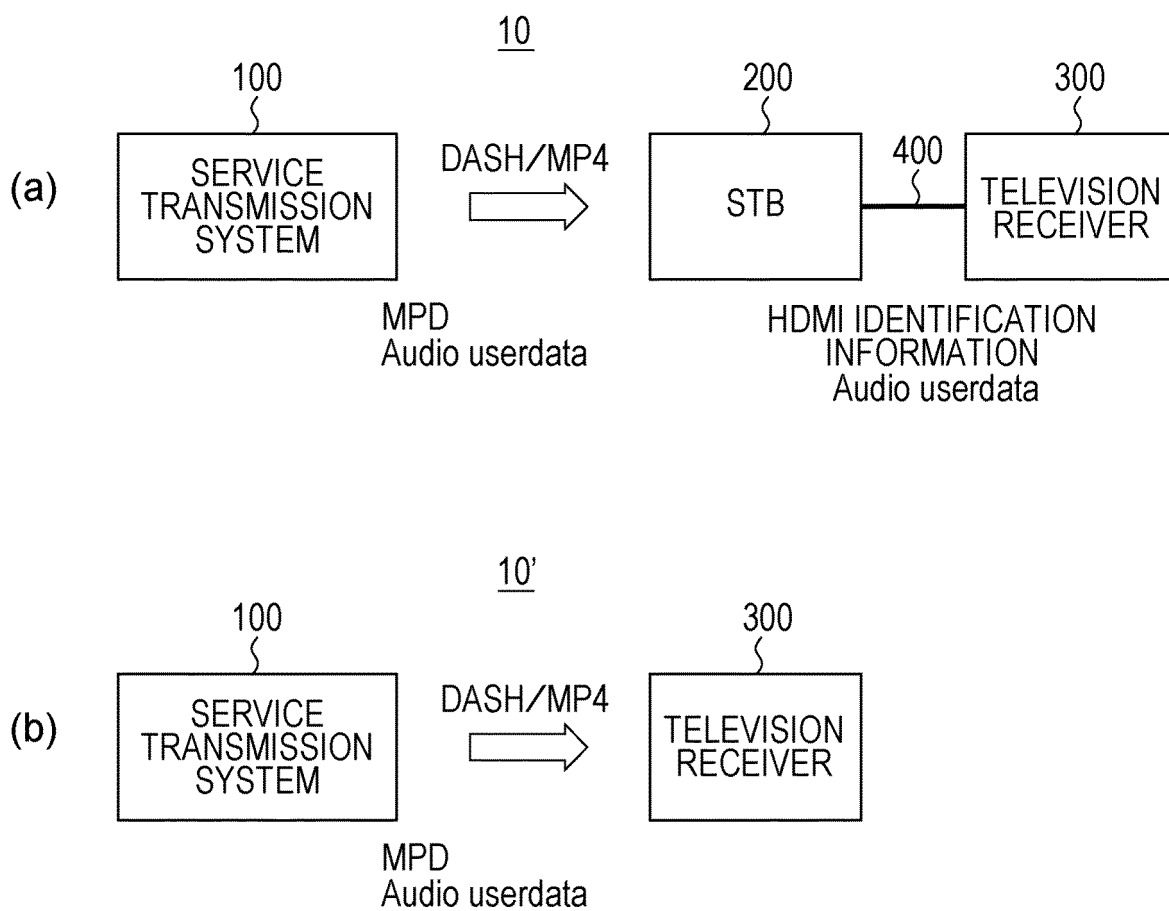 10
100
200
300
(a)
SERVICE
TRANSMISSION
SYSTEM
DASH/MP4
STB
400
TELEVISION
RECEIVER
MPD
Audio userdata
HDMI IDENTIFICATION
INFORMATION
Audio userdata
10'
100
300
(b)
SERVICE
TRANSMISSION
SYSTEM
DASH/MP4
TELEVISION
RECEIVER
MPD
Audio userdata